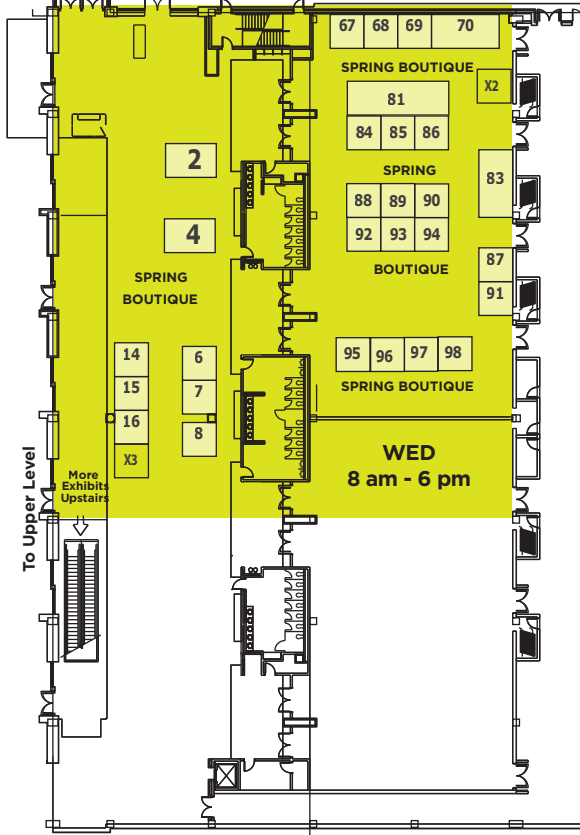 67 68 69 70
SPRING BOUTIQUE
X2
81
84 85 86
2
SPRING
83
88 89 90
4
92 93 94
BOUTIQUE
87
SPRING
BOUTIQUE
91
14 6
95 96 97 98
15 7
SPRING BOUTIQUE
16 8
X3
WED
8 am - 6 pm
More
Exhibits
Upstairs
To Upper Level